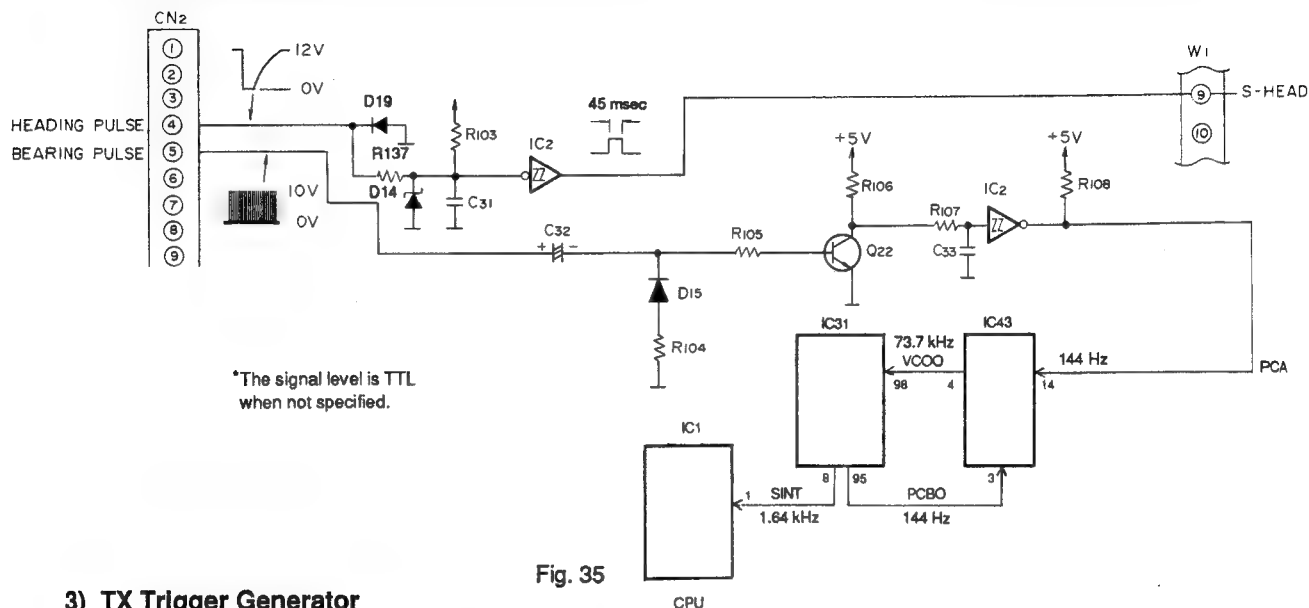 CN2
1
2
3
4
5
6
7
8
9
HEADING PULSE
BEARING PULSE
12V
0V
10V
0V
D19
R137
D14
R103
C31
IC2
45 msec
W1
9
10
S-HEAD
+5V
R106
IC2
+5V
R108
R107
C33
C32
R105
Q22
D15
R104
*The signal level is TTL
when not specified.
IC31
73.7 kHz
VCOO
98
4
IC43
144 Hz
14
PCA
IC1
8
95
3
1
SINT
1.64 kHz
PCBO
144 Hz
Fig. 35
CPU
3) TX Trigger Generator